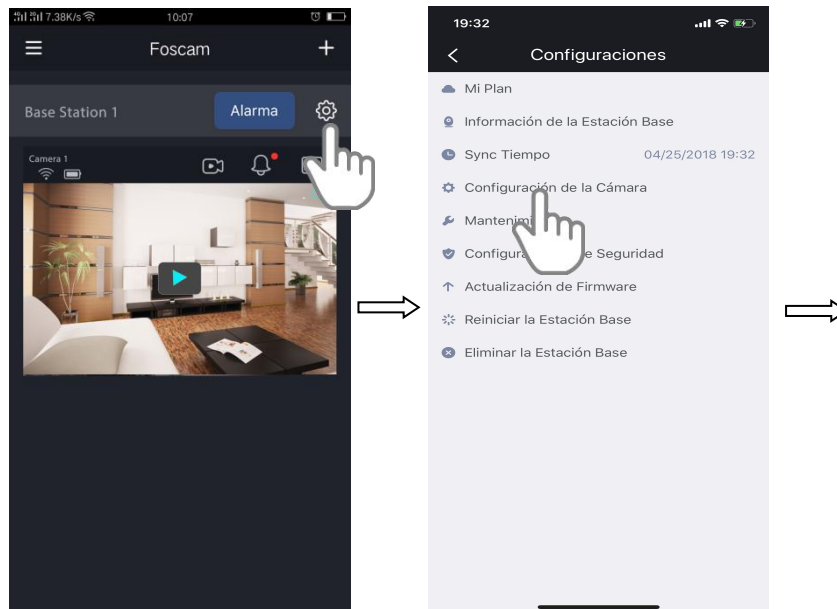 7.38K/s
10:07
Foscam
Base Station 1
Alarma
Camera 1
19:32
Configuraciones
Mi Plan
Información de la Estación Base
Sync Tiempo 04/25/2018 19:32
Configuración de la Cámara
Configura e Seguridad
Actualización de Firmware
Reiniciar la Estación Base
Eliminar la Estación Base